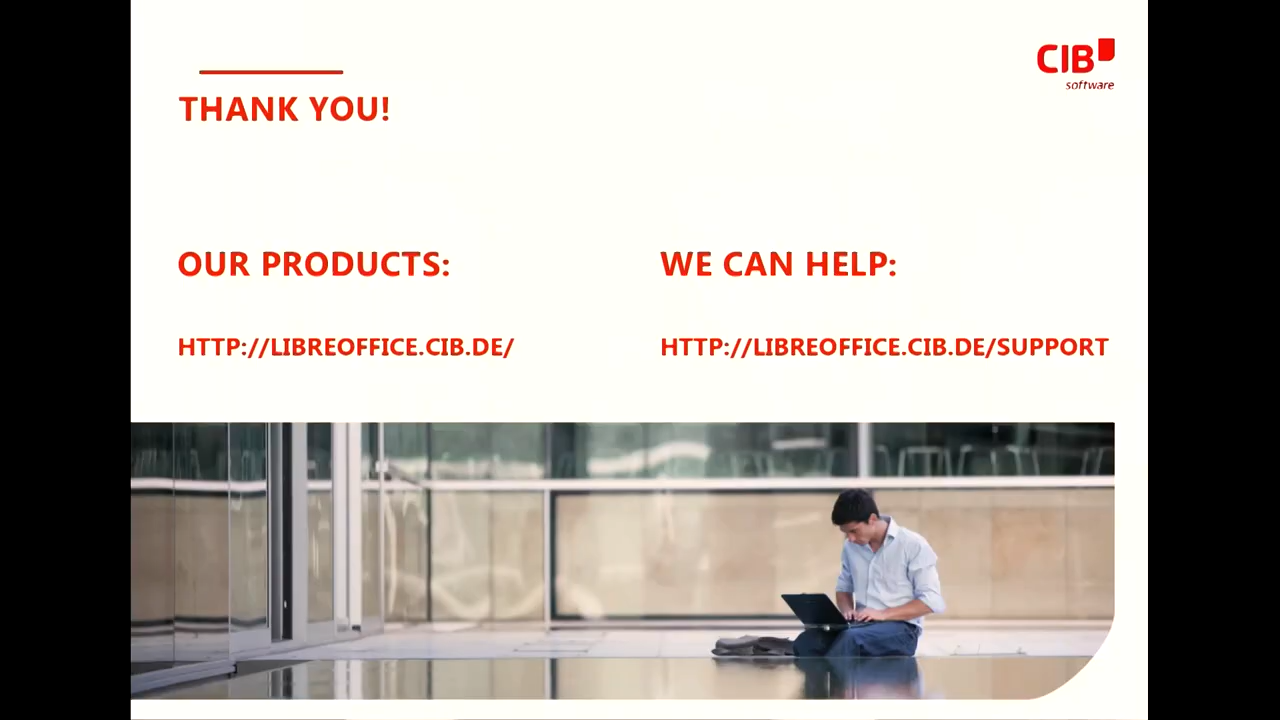 CIB
software
THANK YOU!
OUR PRODUCTS:
HTTP://LIBREOFFICE.CIB.DE/
WE CAN HELP:
HTTP://LIBREOFFICE.CIB.DE/SUPPORT